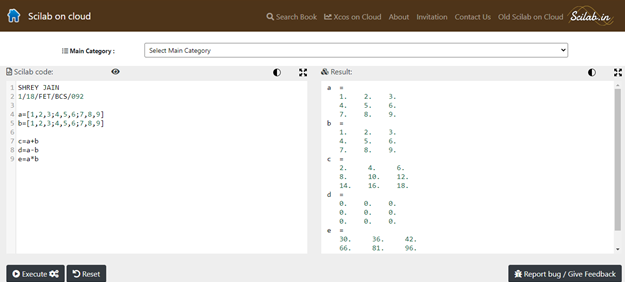 Scilab on cloud
Search Book Xcos on Cloud About Invitation Contact Us Old Scilab on Cloud Scilab.in
Main Category : Select Main Category
Scilab code:
1 SHREY JAIN
2 1/18/FET/BCS/092
3
4 a=[1,2,3;4,5,6;7,8,9]
5 b=[1,2,3;4,5,6;7,8,9]
6
7 c=a+b
8 d=a-b
9 e=a*b
Execute Reset
Result:
a =
1. 2. 3.
4. 5. 6.
7. 8. 9.
b =
1. 2. 3.
4. 5. 6.
7. 8. 9.
c =
2. 4. 6.
8. 10. 12.
14. 16. 18.
d =
0. 0. 0.
0. 0. 0.
0. 0. 0.
e =
30. 36. 42.
66. 81. 96.
Report bug / Give Feedback